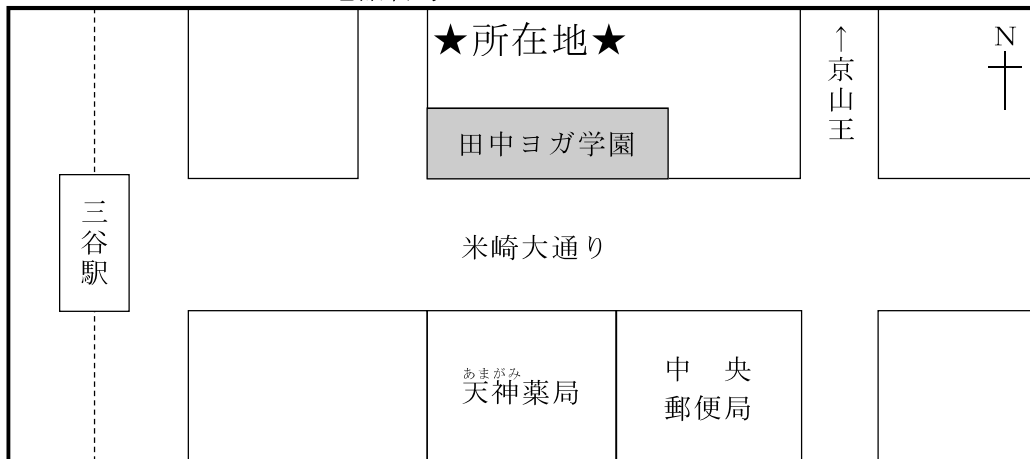 ★所在地★
↑京山王
N
田中ヨガ学園
三谷駅
米崎大通り
あまがみ
天神薬局
中央
郵便局